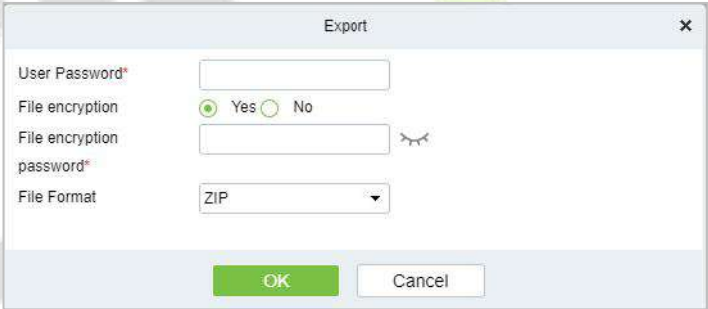 Export
User Password*
File encryption Yes No
File encryption
password*
File Format ZIP
OK Cancel